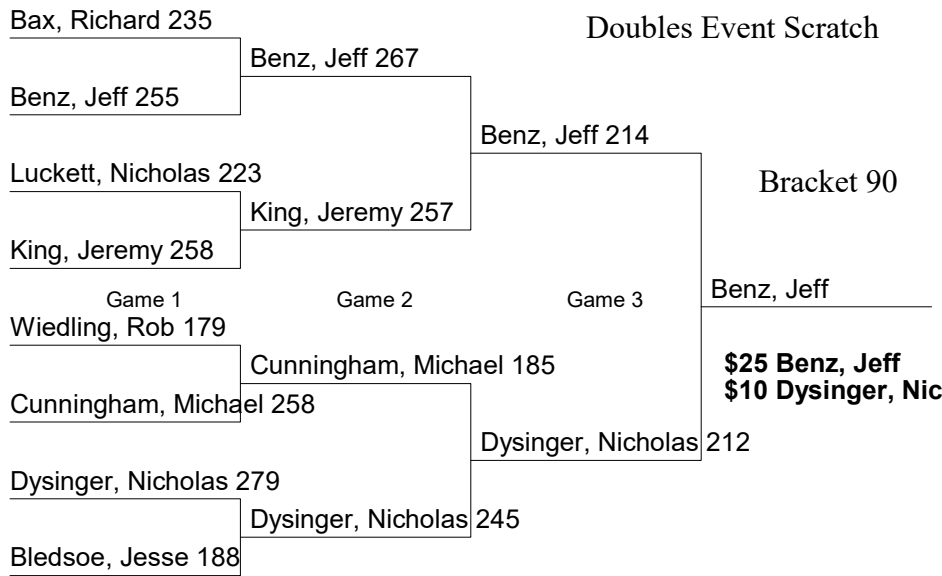 Bax, Richard 235
Doubles Event Scratch
Benz, Jeff 267
Benz, Jeff 255
Benz, Jeff 214
Luckett, Nicholas 223
Bracket 90
King, Jeremy 257
King, Jeremy 258
Game 1
Game 2
Game 3
Benz, Jeff
Wiedling, Rob 179
Cunningham, Michael 185
$25 Benz, Jeff
$10 Dysinger, Nic
Cunningham, Michael 258
Dysinger, Nicholas 212
Dysinger, Nicholas 279
Dysinger, Nicholas 245
Bledsoe, Jesse 188